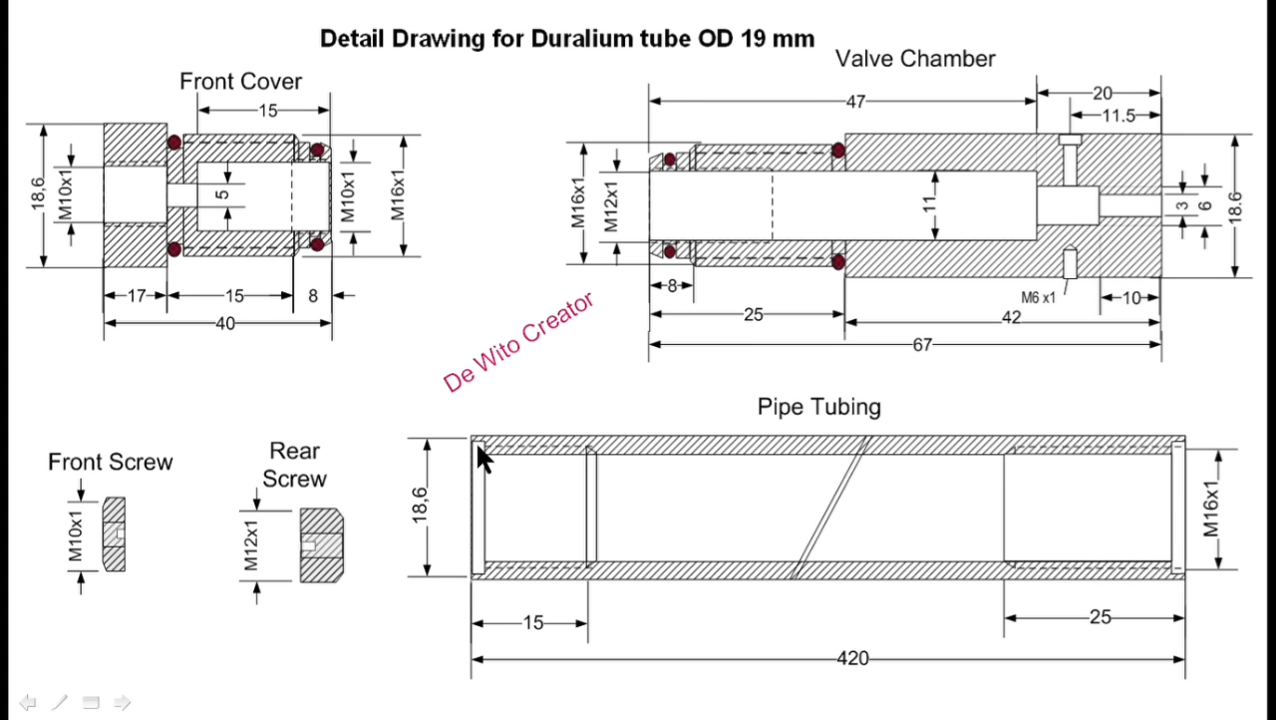 Detail Drawing for Duralium tube OD 19 mm
Front Cover
15
18,6
M10x1
5
M10x1
M16x1
17
15
8
40
Valve Chamber
47
20
11.5
M16x1
M12x1
11
3
6
18.6
M6 x1
8
10
25
42
67
De Wito Creator
Front Screw
M10x1
Rear
Screw
M12x1
Pipe Tubing
18,6
M16x1
15
25
420